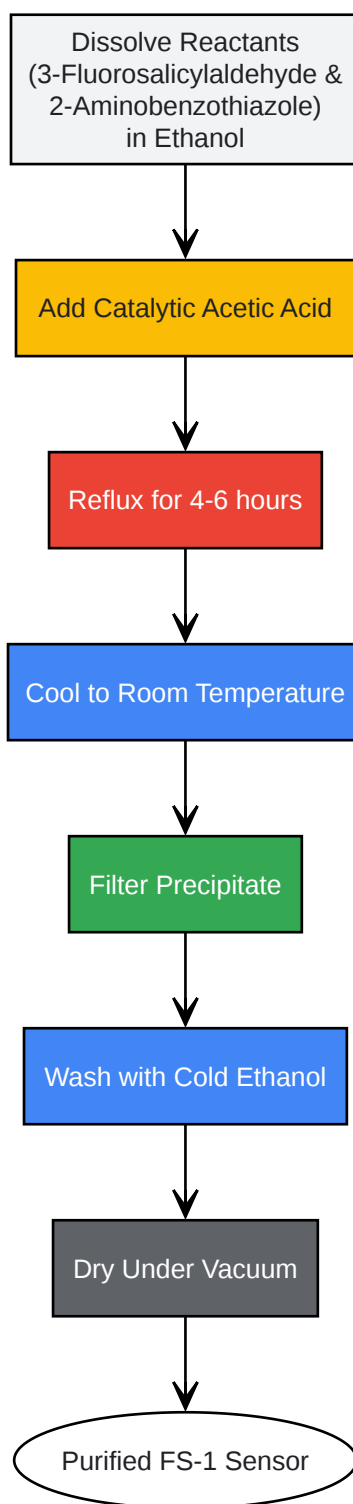 Dissolve Reactants
(3-Fluorosalicylaldehyde &
2-Aminobenzothiazole)
in Ethanol
Add Catalytic Acetic Acid
Reflux for 4-6 hours
Cool to Room Temperature
Filter Precipitate
Wash with Cold Ethanol
Dry Under Vacuum
Purified FS-1 Sensor